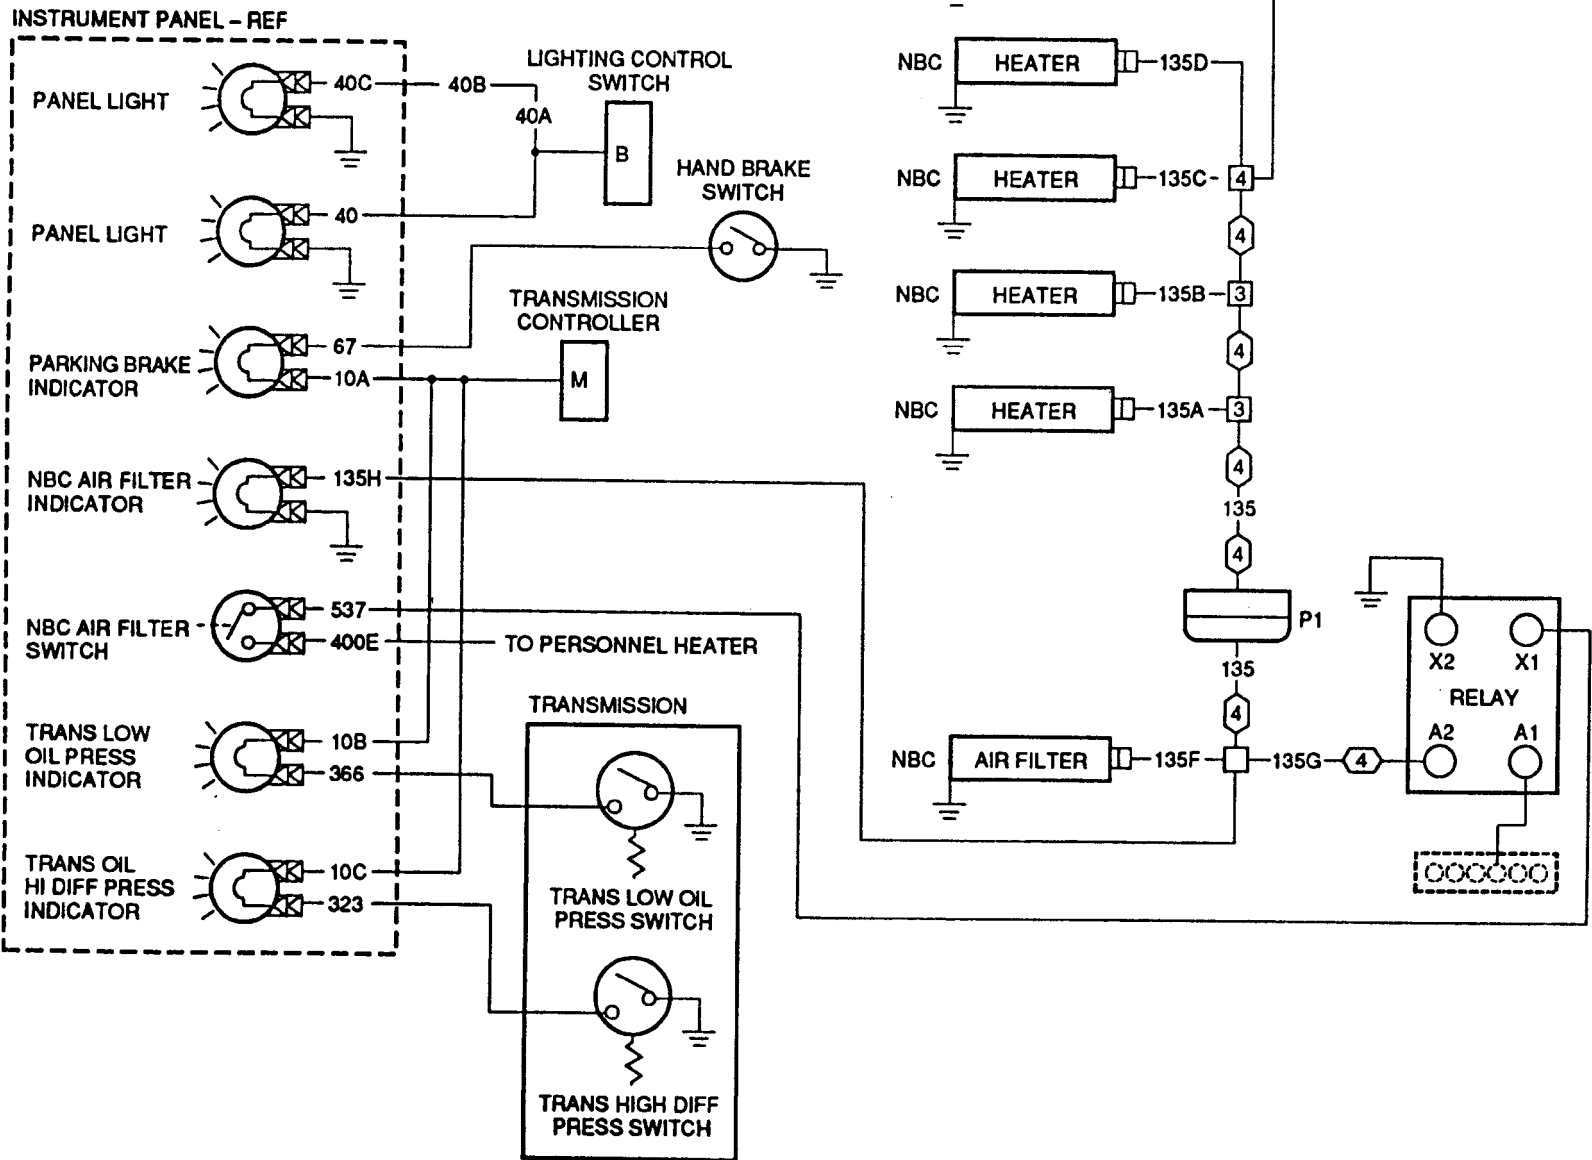 INSTRUMENT PANEL – REF
PANEL LIGHT
40C
40B
40A
LIGHTING CONTROL
SWITCH
B
PANEL LIGHT
40
HAND BRAKE
SWITCH
PARKING BRAKE
INDICATOR
67
10A
TRANSMISSION
CONTROLLER
M
NBC AIR FILTER
INDICATOR
135H
NBC AIR FILTER
SWITCH
537
400E
TO PERSONNEL HEATER
TRANS LOW
OIL PRESS
INDICATOR
10B
366
TRANS OIL
HI DIFF PRESS
INDICATOR
10C
323
TRANSMISSION
TRANS LOW OIL
PRESS SWITCH
TRANS HIGH DIFF
PRESS SWITCH
NBC HEATER 135D
NBC HEATER 135C 4
4
NBC HEATER 135B 3
4
NBC HEATER 135A 3
4
135
4
P1
135
4
NBC AIR FILTER 135F 135G 4
X2 X1
RELAY
A2 A1